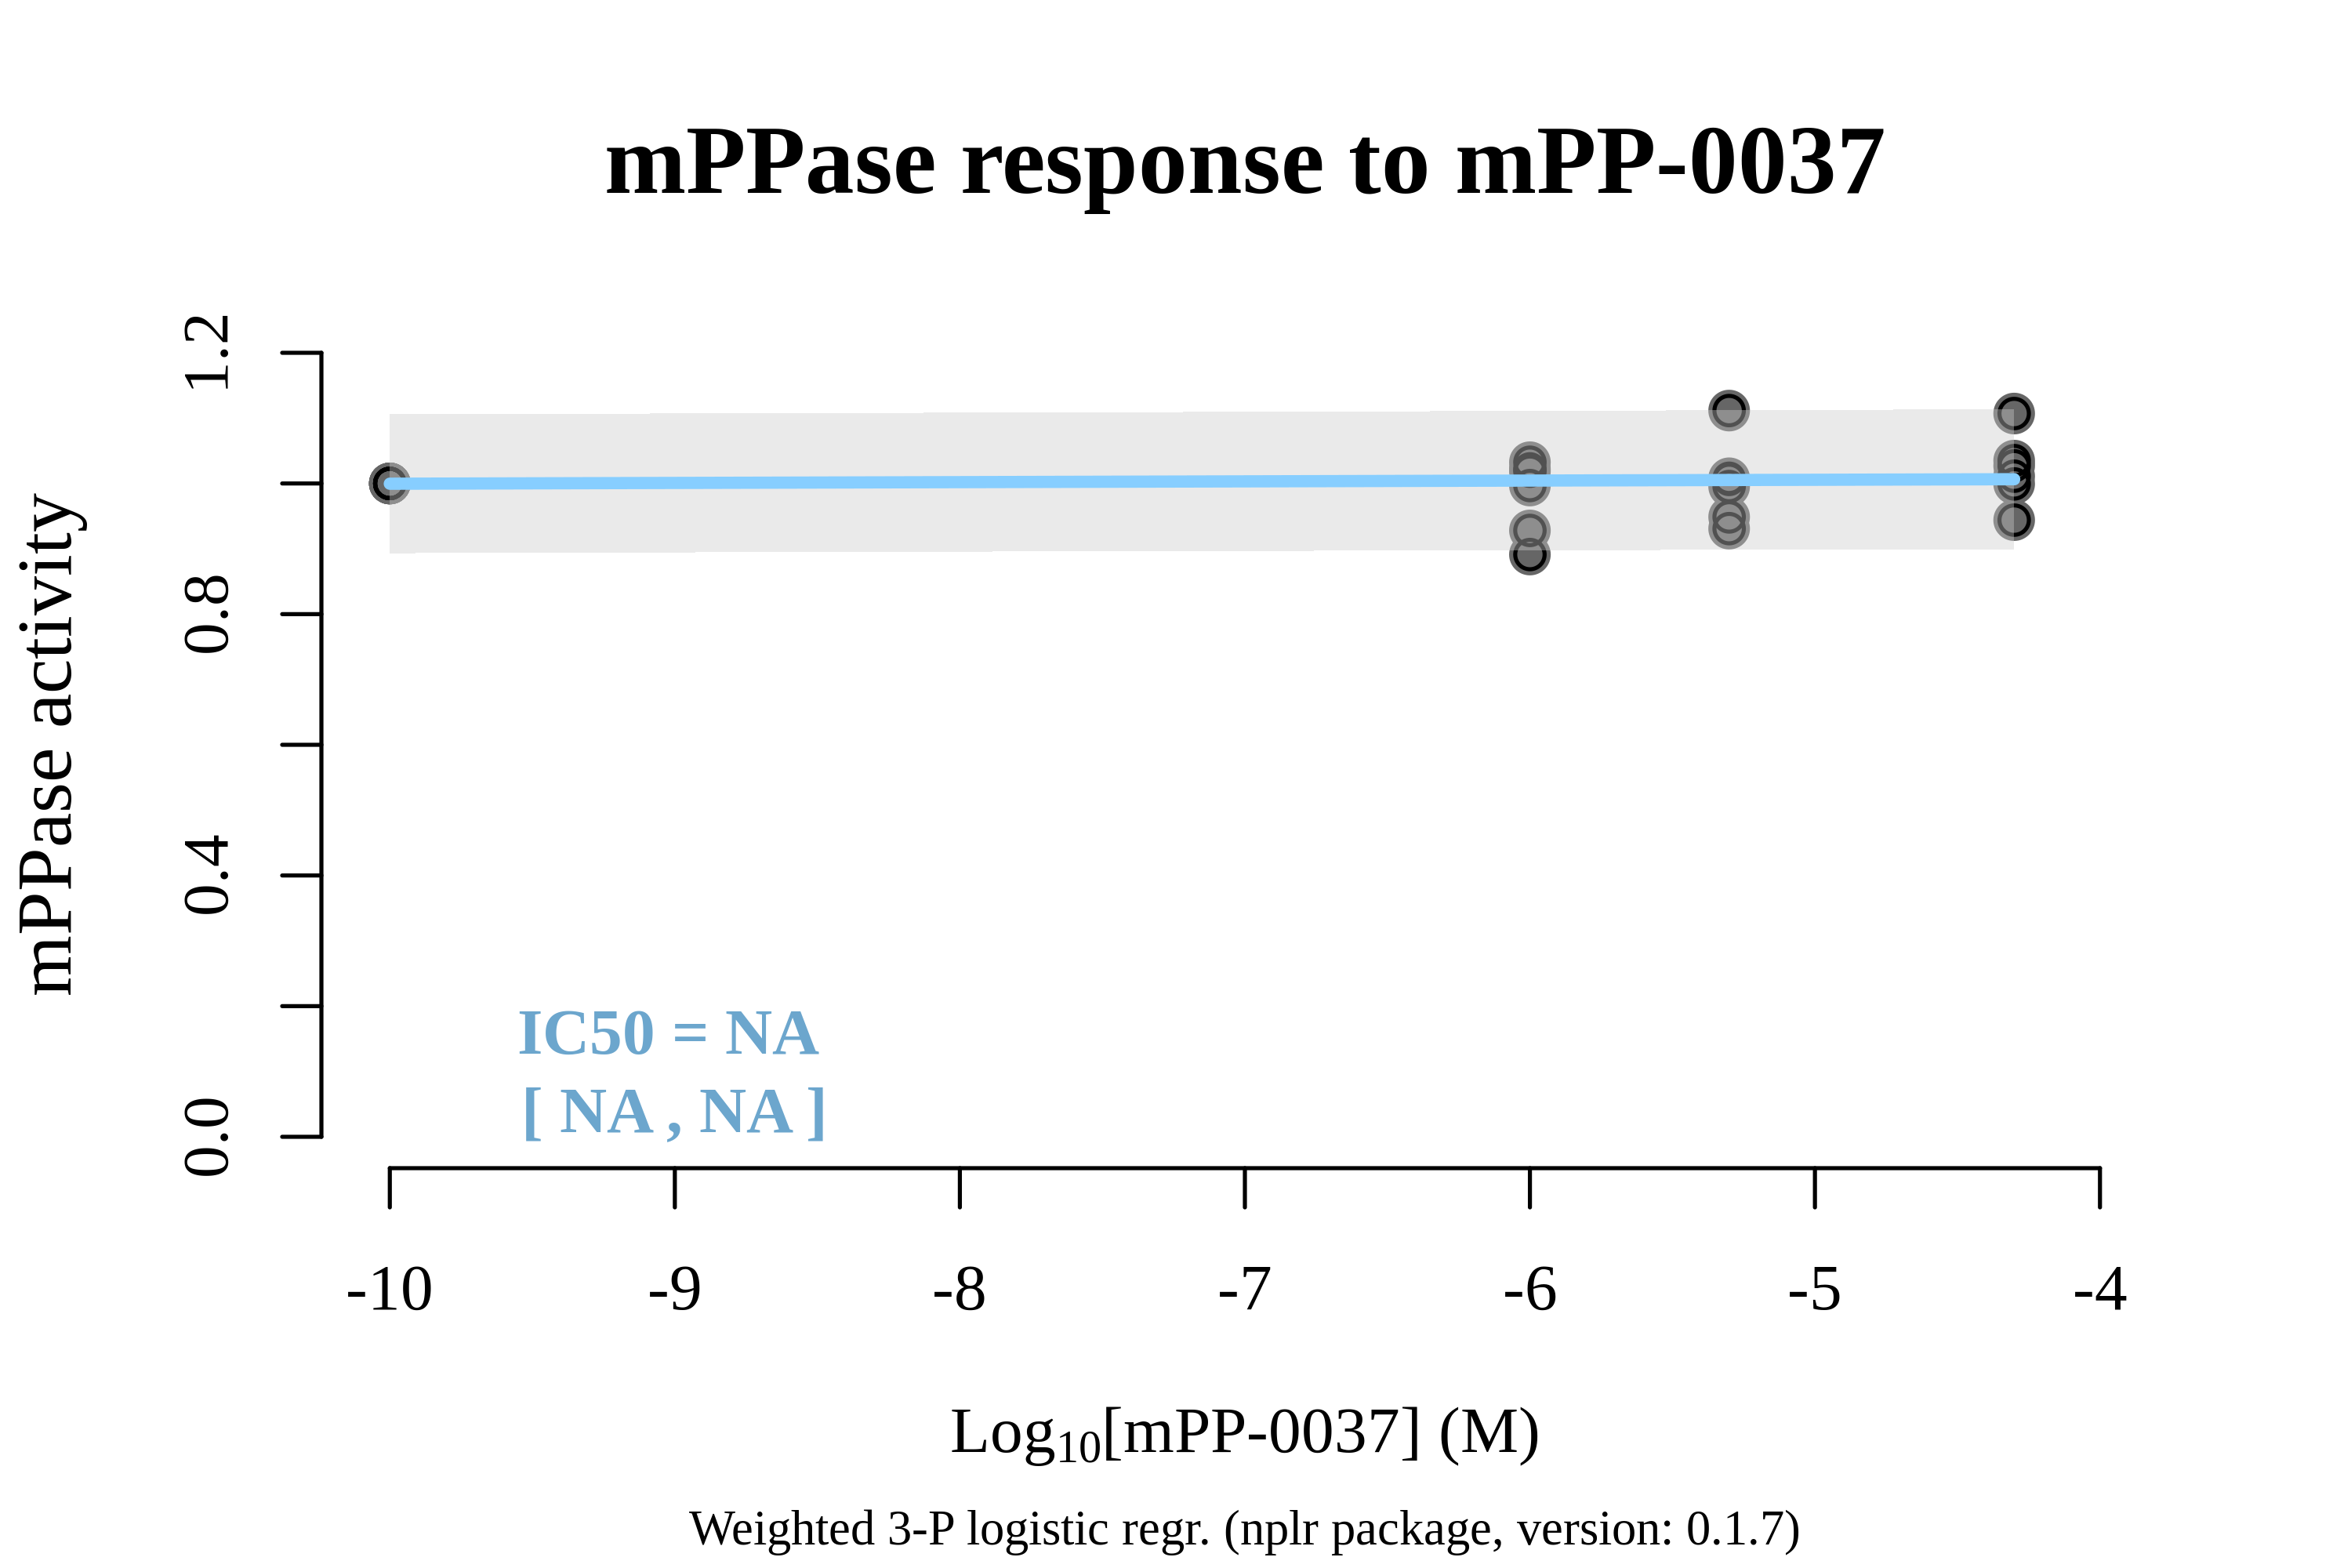 mPPase response to mPP-0037
mPPase activity
1.2
0.8
0.4
0.0
IC50 = NA
[ NA , NA ]
-10 -9 -8 -7 -6 -5 -4
Log10[mPP-0037] (M)
Weighted 3-P logistic regr. (nplr package, version: 0.1.7)